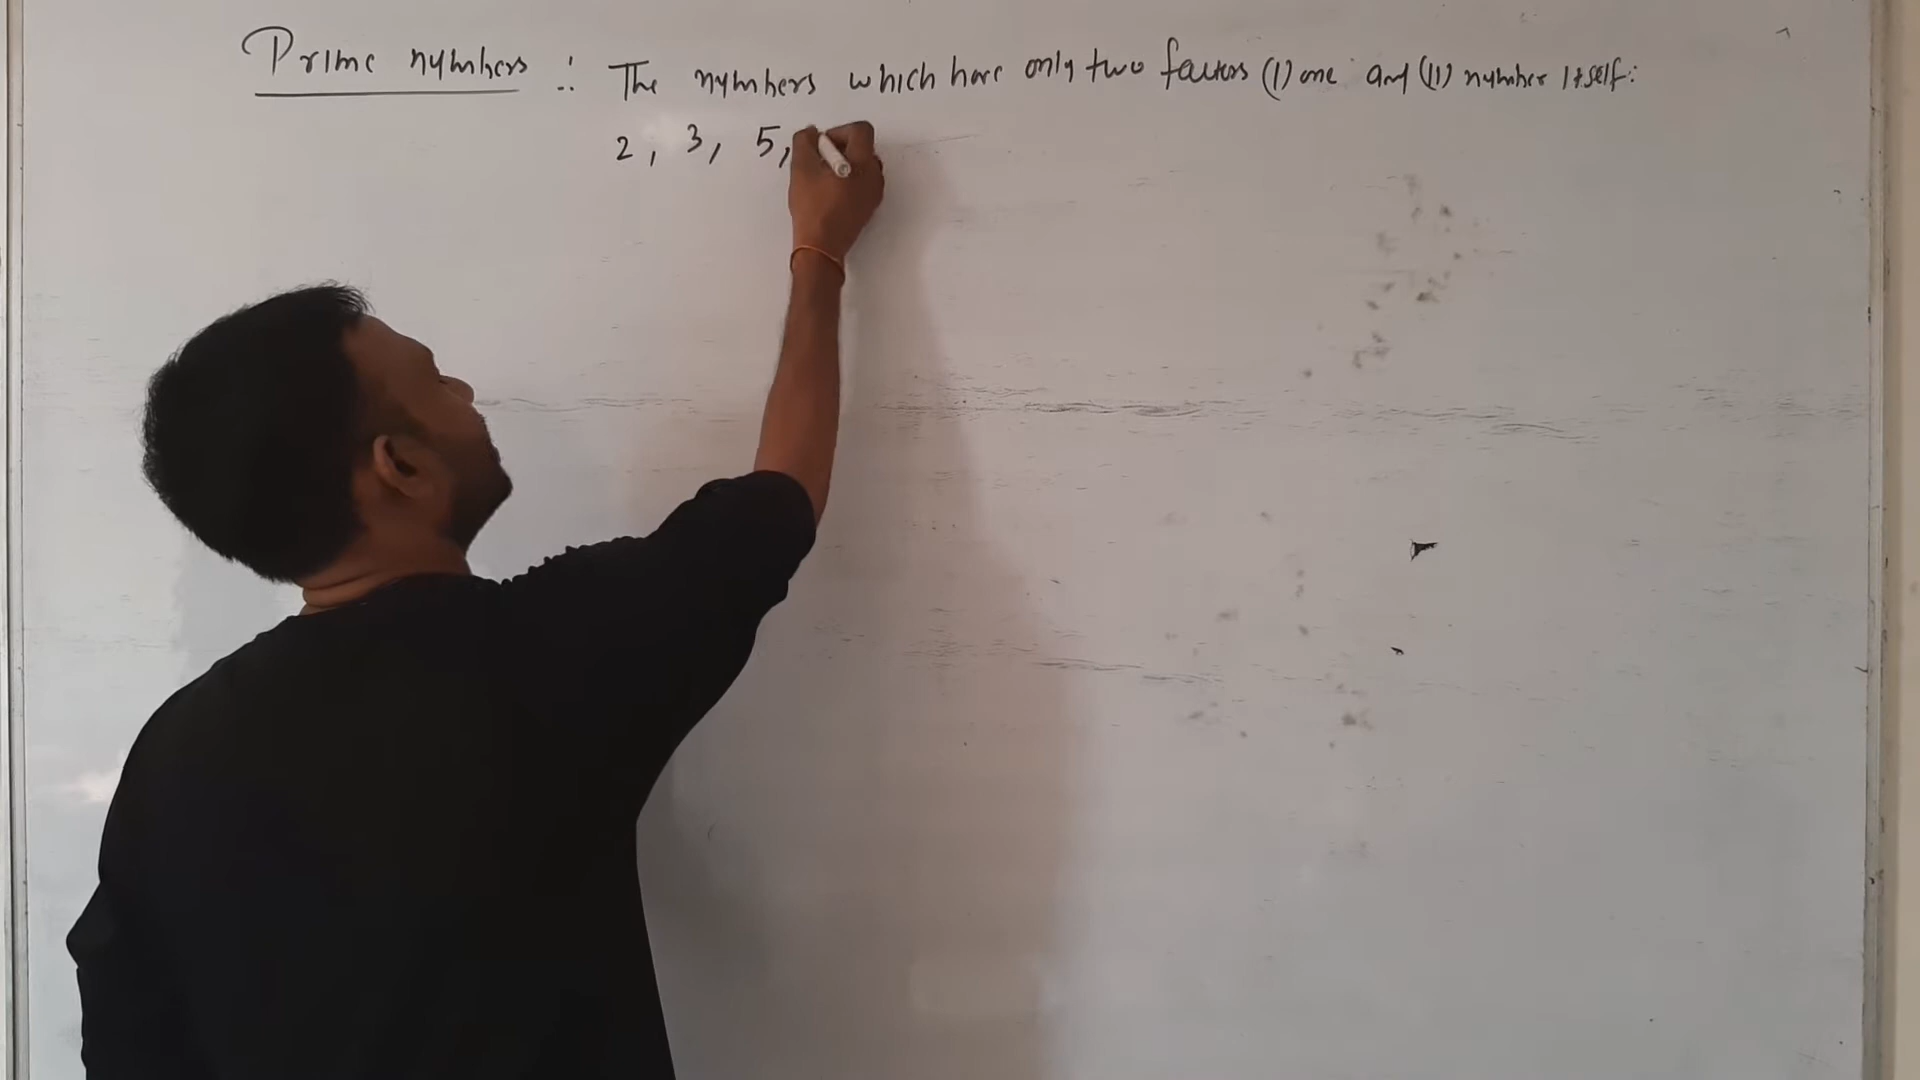 Prime numbers :- The numbers which have only two factors (I) one and (II) number itself:
2, 3, 5,